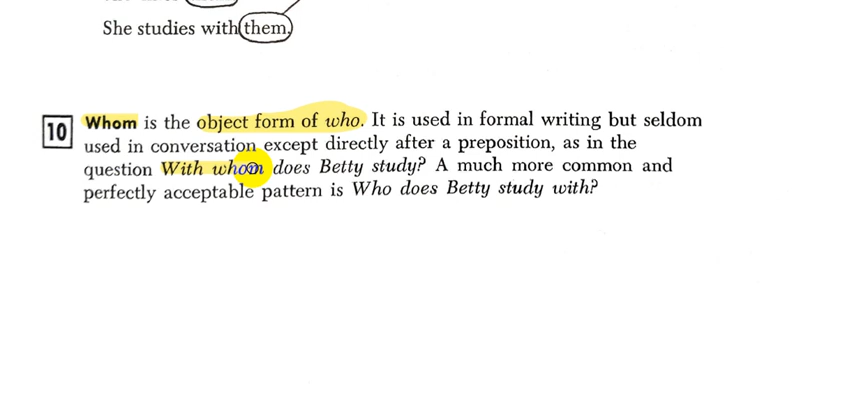 She studies with them.
10 Whom is the object form of who. It is used in formal writing but seldom
used in conversation except directly after a preposition, as in the
question With whom does Betty study? A much more common and
perfectly acceptable pattern is Who does Betty study with?